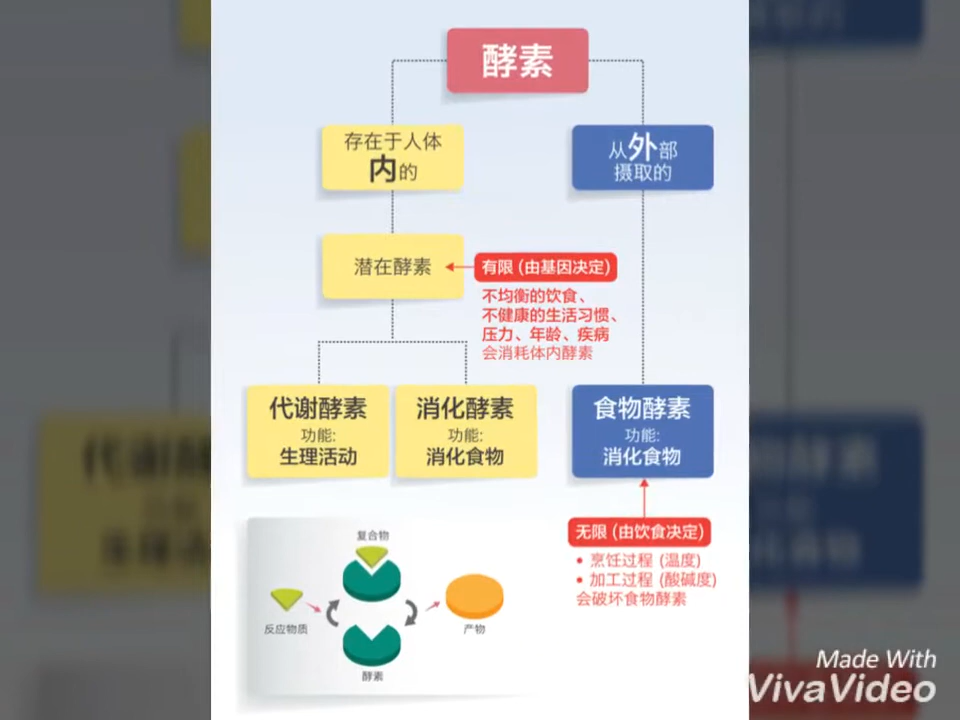 酵素
存在于人体
内的
从外部
摄取的
潜在酵素
有限 (由基因决定)
不均衡的饮食、
不健康的生活习惯、
压力、年龄、疾病
会消耗体内酵素
代谢酵素
功能:
生理活动
消化酵素
功能:
消化食物
食物酵素
功能:
消化食物
无限 (由饮食决定)
• 烹饪过程 (温度)
• 加工过程 (酸碱度)
会破坏食物酵素
复合物
反应物质
产物
酵素
Made With
VivaVideo